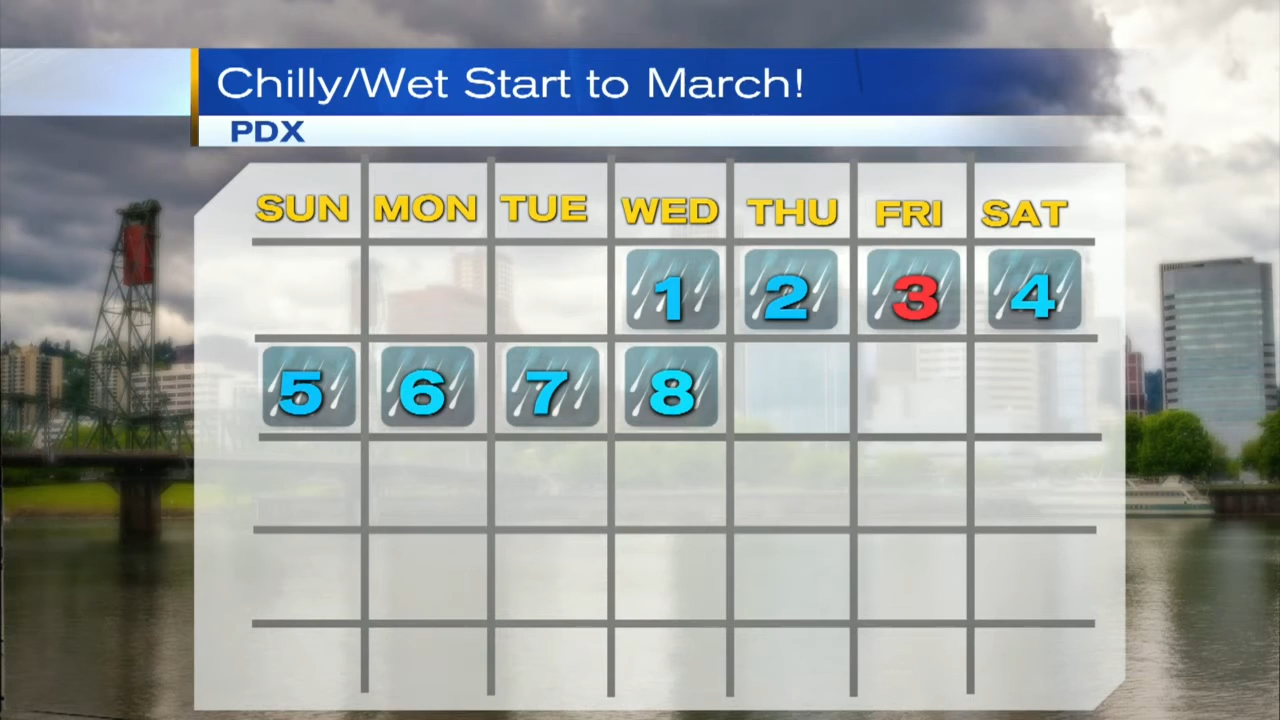 Chilly/Wet Start to March!
PDX
SUN MON TUE WED THU FRI SAT
1 2 3 4
5 6 7 8